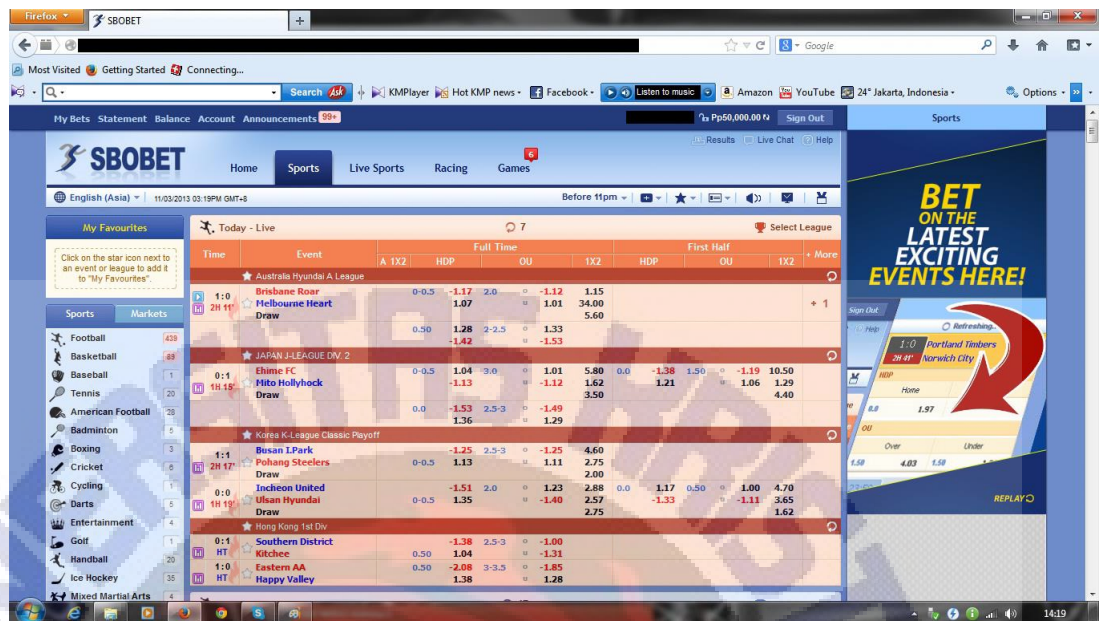 Firefox
SBOBET
Google
Most Visited Getting Started Connecting...
Search Ask KMPlayer Hot KMP news Facebook Listen to music Amazon YouTube 24° Jakarta, Indonesia Options
My Bets Statement Balance Account Announcements 99+ Pp50,000.00 Sign Out
Sports
Results Live Chat Help
SBOBET
Home Sports Live Sports Racing Games 6
English (Asia) 11/03/2013 03:19PM GMT+8 Before 11pm
My Favourites
Click on the star icon next to
an event or league to add it
to "My Favourites".
Sports Markets
Football 439
Basketball
Baseball 1
Tennis 20
American Football
Badminton 5
Boxing 3
Cricket 6
Cycling 1
Darts 5
Entertainment 4
Golf 1
Handball 20
Ice Hockey 35
Mixed Martial Arts 4
Today - Live 7 Select League
Time Event Full Time First Half + More
A 1X2 HDP OU 1X2 HDP OU 1X2
Australia Hyundai A League
1:0 Brisbane Roar 0-0.5 -1.17 2.0 o -1.12 1.15
2H 11' Melbourne Heart 1.07 u 1.01 34.00 + 1
Draw 5.60
0.50 1.28 2-2.5 o 1.33
-1.42 u -1.53
JAPAN J-LEAGUE DIV. 2
0:1 Ehime FC 0-0.5 1.04 3.0 o 1.01 5.80 0.0 -1.38 1.50 o -1.19 10.50
1H 15' Mito Hollyhock -1.13 u -1.12 1.62 1.21 u 1.06 1.29
Draw 3.50 4.40
0.0 -1.53 2.5-3 o -1.49
1.36 u 1.29
Korea K-League Classic Playoff
1:1 Busan I.Park -1.25 2.5-3 o -1.25 4.60
2H 17' Pohang Steelers 0-0.5 1.13 u 1.11 2.75
Draw 2.00
0:0 Incheon United -1.51 2.0 o 1.23 2.88 0.0 1.17 0.50 o 1.00 4.70
1H 19' Ulsan Hyundai 0-0.5 1.35 u -1.40 2.57 -1.33 u -1.11 3.65
Draw 2.75 1.62
Hong Kong 1st Div
0:1 Southern District -1.38 2.5-3 o -1.00
HT Kitchee 0.50 1.04 u -1.31
1:0 Eastern AA 0.50 -2.08 3-3.5 o -1.85
HT Happy Valley 1.38 u 1.28
BET
ON THE
LATEST
EXCITING
EVENTS HERE!
Sign Out
Help Refreshing...
1:0 Portland Timbers
2H 41' Norwich City
HDP
Home
0.0 1.97
OU
Over Under
1.50 4.03 1.50
REPLAY
14:19